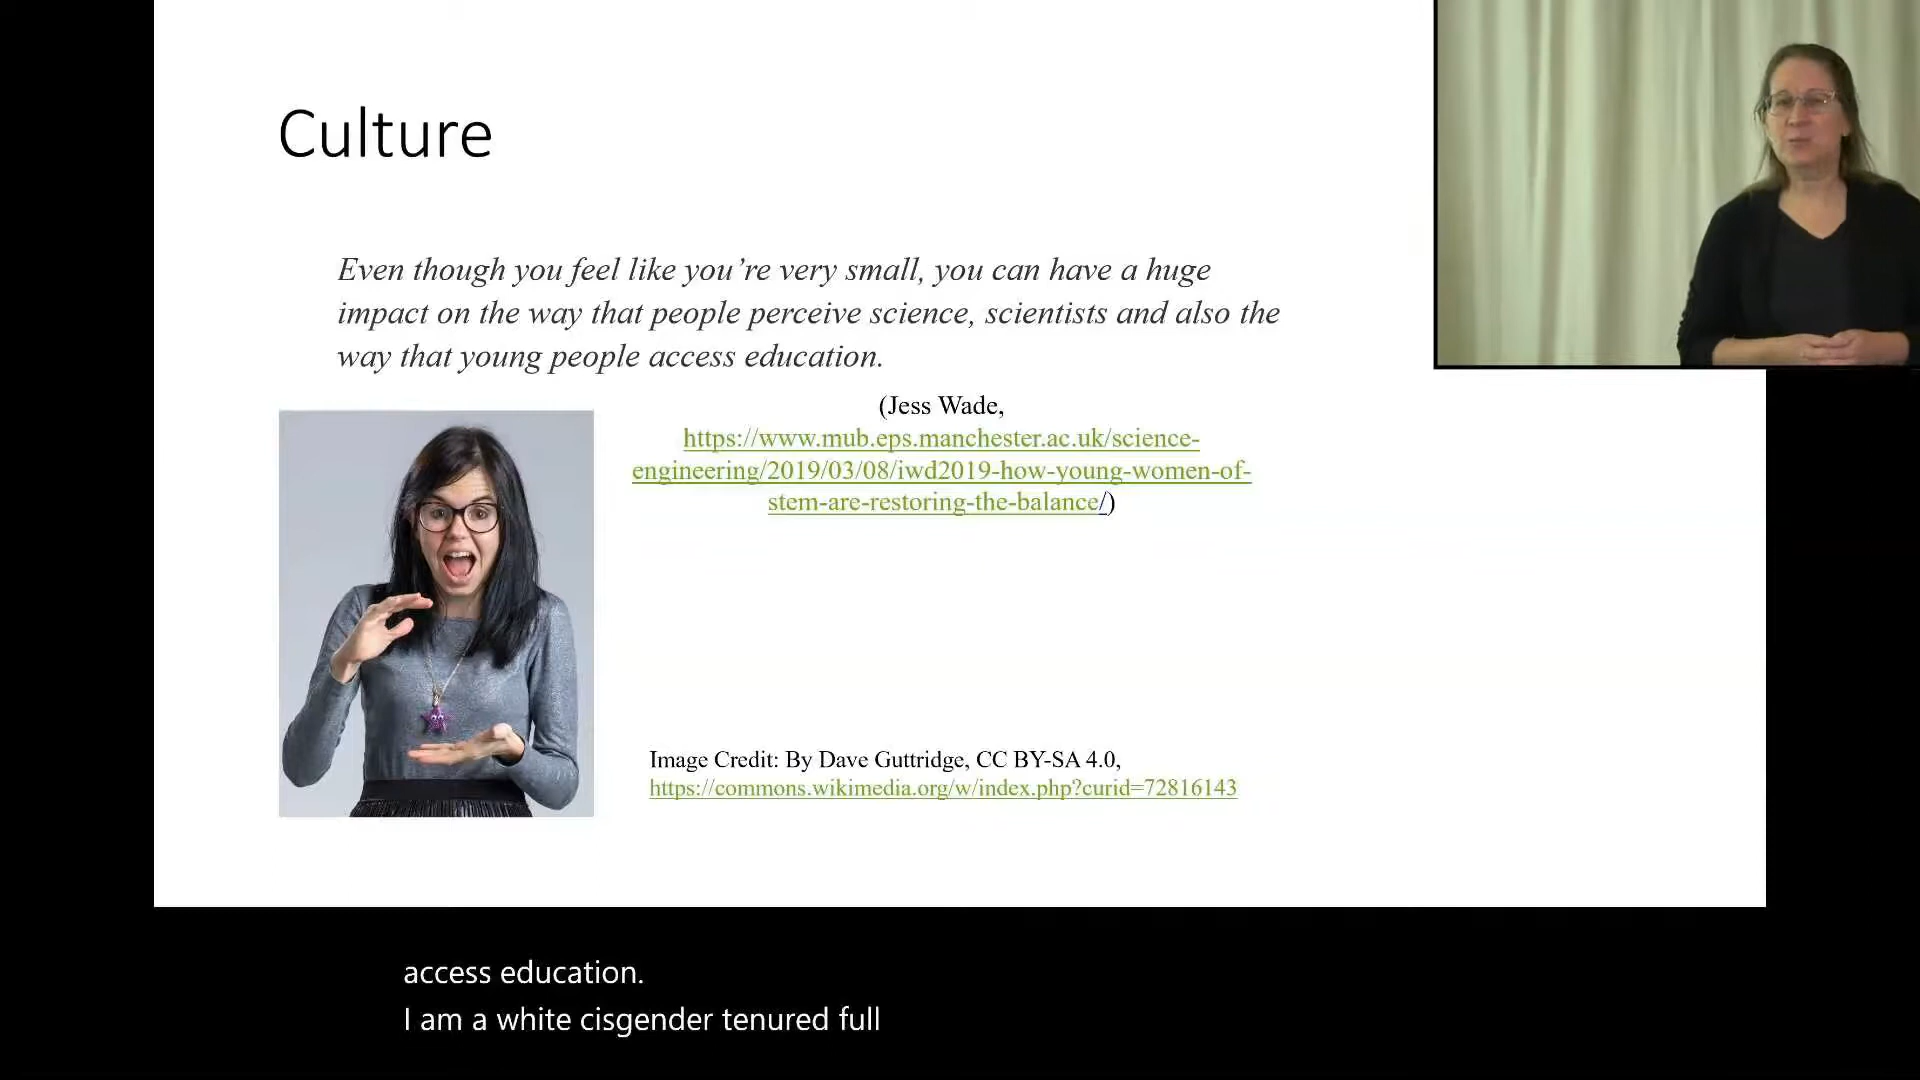 Culture
Even though you feel like you’re very small, you can have a huge
impact on the way that people perceive science, scientists and also the
way that young people access education.
(Jess Wade,
https://www.mub.eps.manchester.ac.uk/science-
engineering/2019/03/08/iwd2019-how-young-women-of-
stem-are-restoring-the-balance/)
Image Credit: By Dave Guttridge, CC BY-SA 4.0,
https://commons.wikimedia.org/w/index.php?curid=72816143
access education.
I am a white cisgender tenured full